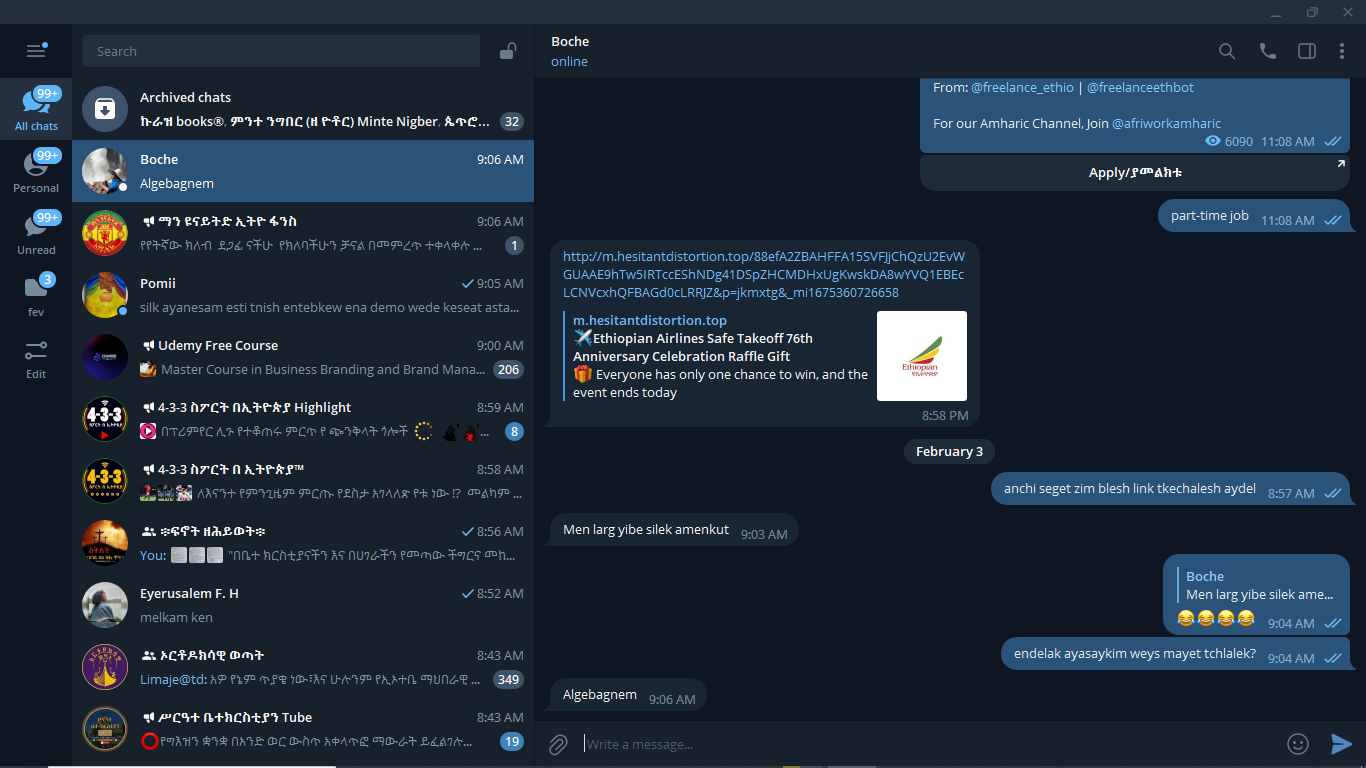 Search
99+
All chats
99+
Personal
99+
Unread
3
fev
Edit
Archived chats
ኩራዝ books®, ምንተ ንግበር (ዘ ዮቶር) Minte Nigber, ጴጥሮ...
32
Boche
9:06 AM
Algebagnem
ማን ዩናይትድ ኢትዮ ፋንስ
9:06 AM
የየትኛው ክለብ ደጋፊ ናችሁ የክለባችሁን ቻናል በመምረጥ ተቀላቀሉ ...
1
Pomii
9:05 AM
silk ayanesam esti tnish entebkew ena demo wede keseat asta...
Udemy Free Course
9:00 AM
Master Course in Business Branding and Brand Mana...
206
4-3-3 ስፖርት በኢትዮጵያ Highlight
8:59 AM
በፕሪምየር ሊጉ የተቆጠሩ ምርጥ የ ጭንቅላት ጎሎች
...
8
4-3-3 ስፖርት በ ኢትዮጵያ™
8:58 AM
ለእናንተ የምንጊዜም ምርጡ የደስታ አገላለጽ የቱ ነው !? መልካም ...
፨ፍኖት ዘሕይወት፨
8:56 AM
You: "በቤተ ክርስቲያናችን እና በሀገራችን የመጣው ችግርና መከ...
Eyerusalem F. H
8:52 AM
melkam ken
ኦርቶዶክሳዊ ወጣት
8:43 AM
Limaje@td: አዎ የኔም ጥያቄ ነው፣እና ሁሉንም የኢኦተቤ ማህበራዊ ...
349
ሥርዓተ ቤተክርስቲያን Tube
8:43 AM
የግእዝን ቋንቋ በአንድ ወር ውስጥ አቀላጥፎ ማውራት ይፈልገሉ...
19
Boche
online
From: @freelance_ethio | @freelanceethbot
For our Amharic Channel, Join @afriworkamharic
6090 11:08 AM
Apply/ያመልክቱ
part-time job 11:08 AM
http://m.hesitantdistortion.top/88efA2ZBAHFFA15SVFJjChQzU2EvW
GUAAE9hTw5IRTccEShNDg41DSpZHCMDHxUgKwskDA8wYVQ1EBEc
LCNVcxhQFBAGd0cLRRJZ&p=jkmxtg&_mi1675360726658
m.hesitantdistortion.top
✈️Ethiopian Airlines Safe Takeoff 76th
Anniversary Celebration Raffle Gift
🎁 Everyone has only one chance to win, and the
event ends today
Ethiopian
የኢትዮጵያ
8:58 PM
February 3
anchi seget zim blesh link tkechalesh aydel 8:57 AM
Men larg yibe silek amenkut 9:03 AM
Boche
Men larg yibe silek ame...
😂😂😂😂 9:04 AM
endelak ayasaykim weys mayet tchlalek? 9:04 AM
Algebagnem 9:06 AM
Write a message...